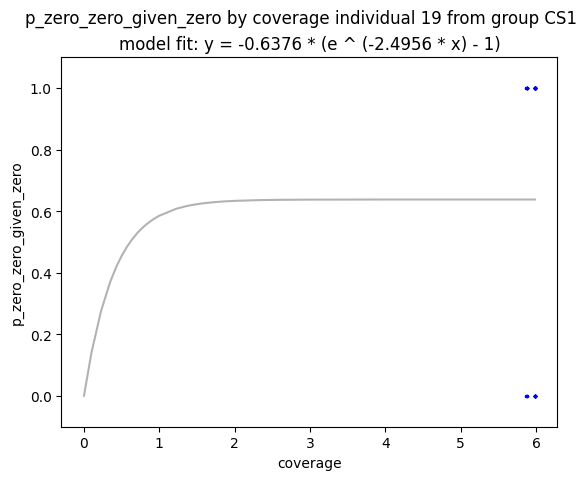 p_zero_zero_given_zero by coverage individual 19 from group CS1
model fit: y = -0.6376 * (e ^ (-2.4956 * x) - 1)
1.0
0.8
0.6
0.4
0.2
0.0
p_zero_zero_given_zero
0 1 2 3 4 5 6
coverage